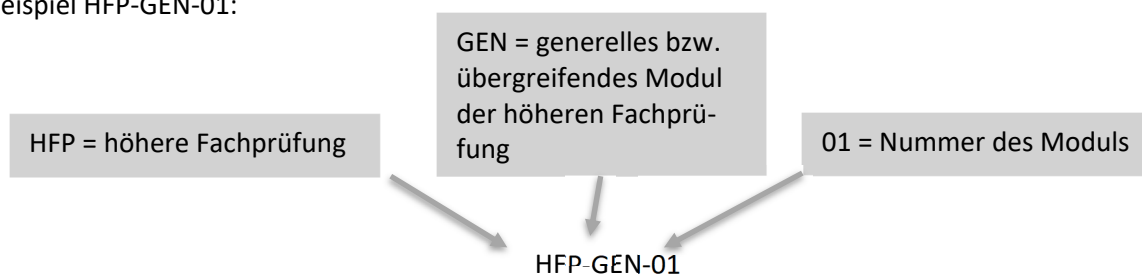 eispiel HFP-GEN-01:
GEN = generelles bzw.
übergreifendes Modul
der höheren Fachprü-
fung
HFP = höhere Fachprüfung
01 = Nummer des Moduls
HFP-GEN-01